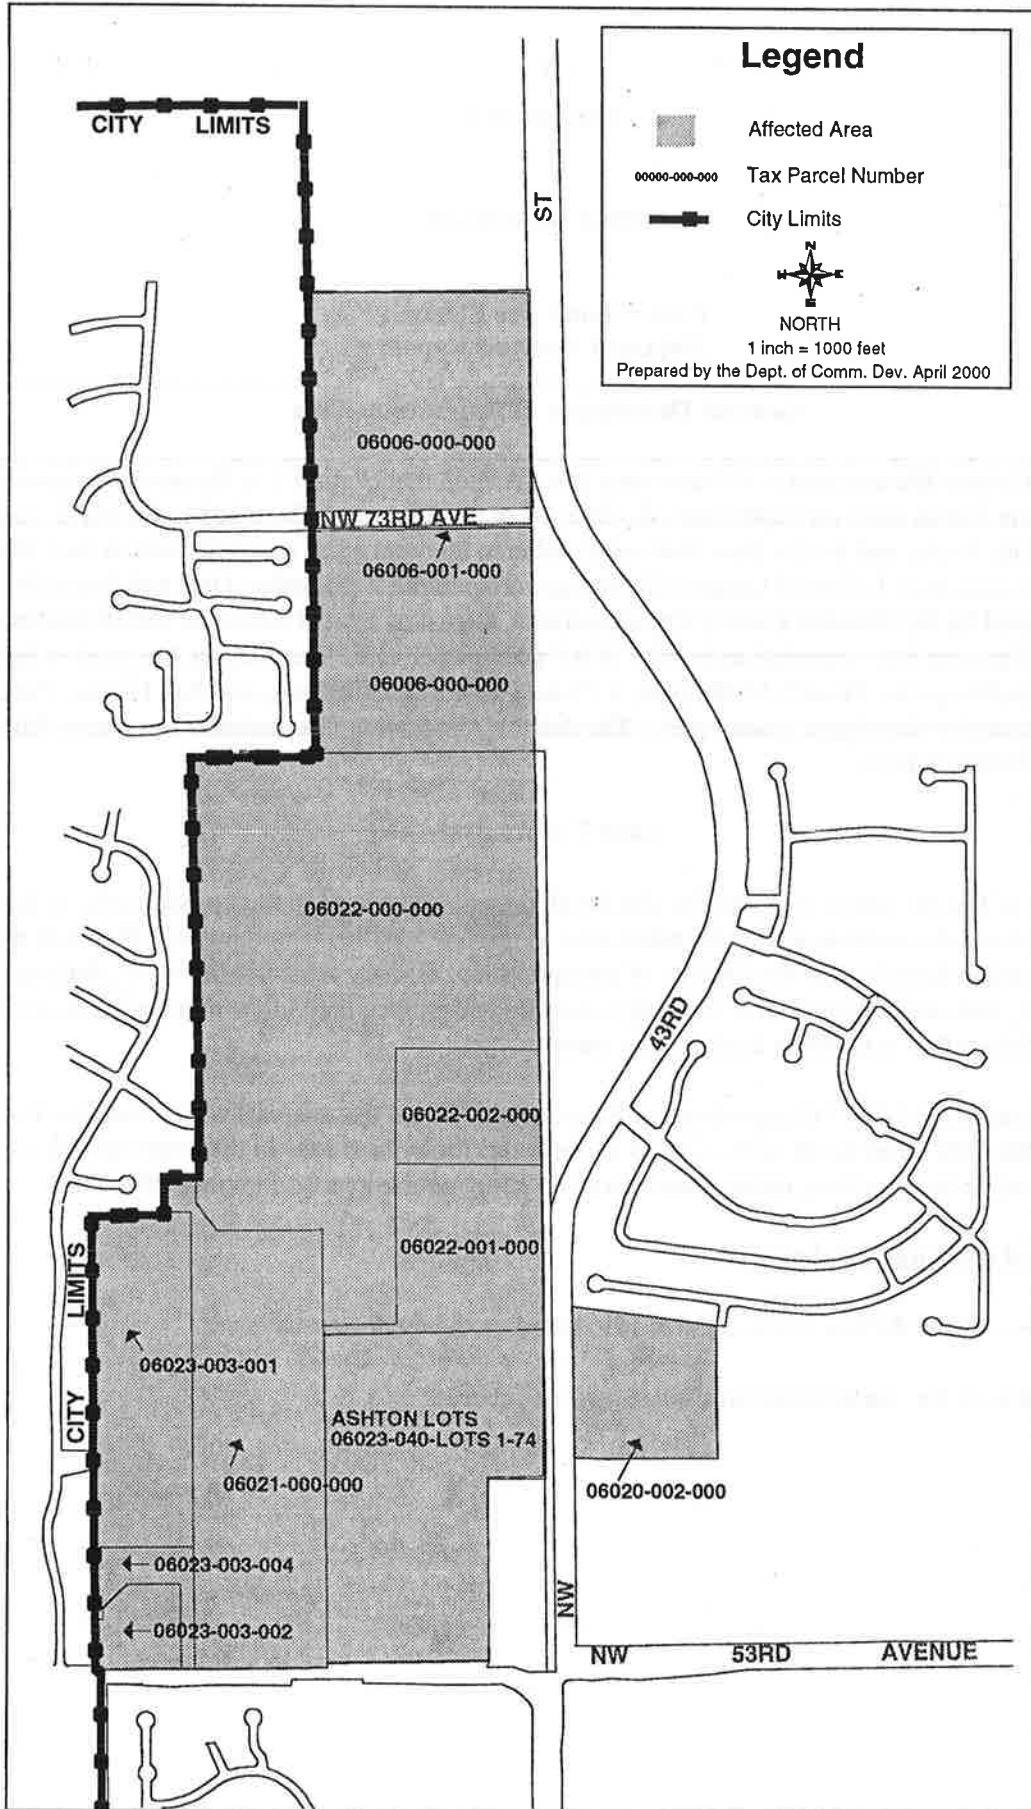 Legend
Affected Area
00000-000-000 Tax Parcel Number
City Limits
N
W E
S
NORTH
1 inch = 1000 feet
Prepared by the Dept. of Comm. Dev. April 2000
CITY LIMITS
ST
06006-000-000
NW 73RD AVE
06006-001-000
06006-000-000
06022-000-000
43RD
06022-002-000
06022-001-000
CITY LIMITS
06023-003-001
ASHTON LOTS
06023-040-LOTS 1-74
06021-000-000
06020-002-000
06023-003-004
06023-003-002
NW
NW 53RD AVENUE